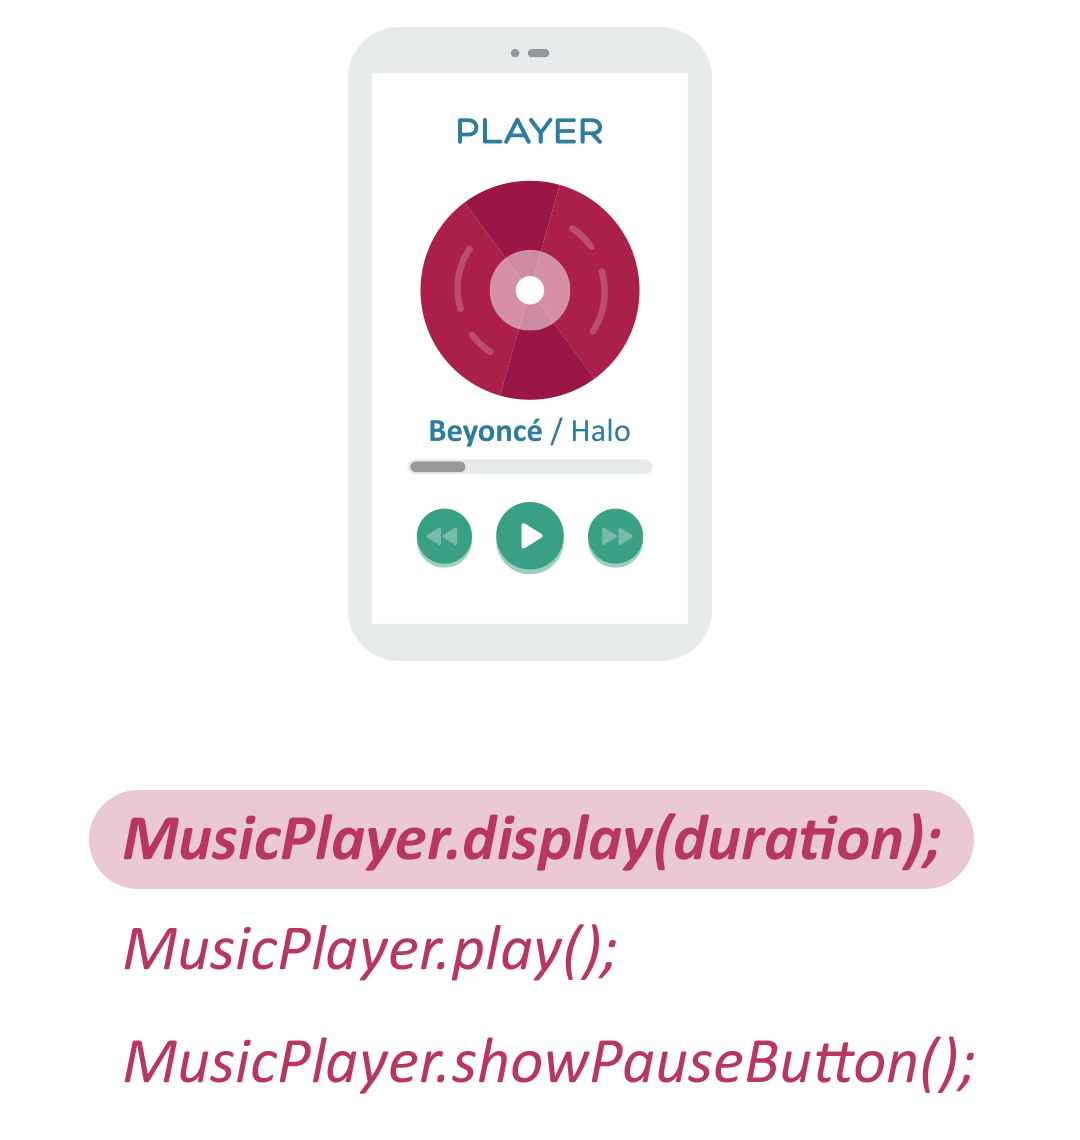 PLAYER
Beyoncé / Halo
MusicPlayer.display(duration);
MusicPlayer.play();
MusicPlayer.showPauseButton();